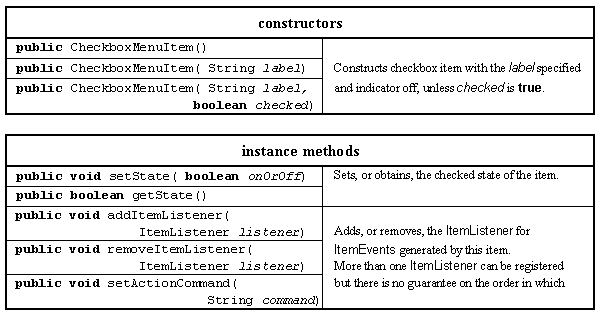 constructors
public CheckboxMenuItem()
public CheckboxMenuItem( String label)
public CheckboxMenuItem( String label,
boolean checked)
Constructs checkbox item with the label specified
and indicator off, unless checked is true.
instance methods
public void setState( boolean onOrOff)
public boolean getState()
Sets, or obtains, the checked state of the item.
public void addItemListener(
ItemListener listener)
public void removeItemListener(
ItemListener listener)
public void setActionCommand(
String command)
Adds, or removes, the ItemListener for
ItemEvents generated by this item.
More than one ItemListener can be registered
but there is no guarantee on the order in which